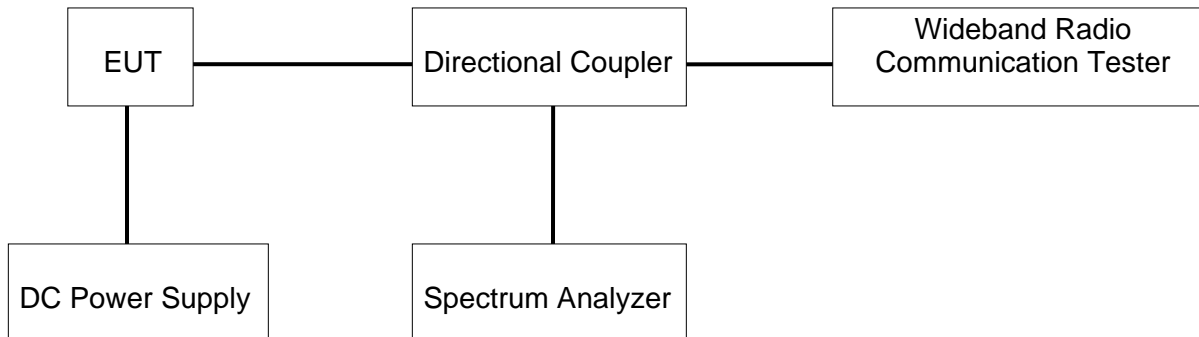 EUT
Directional Coupler
Wideband Radio
Communication Tester
DC Power Supply
Spectrum Analyzer